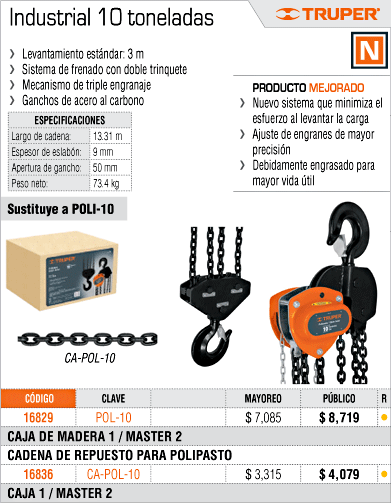 Industrial 10 toneladas
TRUPER
N
Levantamiento estándar: 3 m
Sistema de frenado con doble trinquete
Mecanismo de triple engranaje
Ganchos de acero al carbono
ESPECIFICACIONES
Largo de cadena: 13.31 m
Espesor de eslabón: 9 mm
Apertura de gancho: 50 mm
Peso neto: 73.4 kg
PRODUCTO MEJORADO
Nuevo sistema que minimiza el
esfuerzo al levantar la carga
Ajuste de engranes de mayor
precisión
Debidamente engrasado para
mayor vida útil
Sustituye a POLI-10
CA-POL-10
TRUPER
10
CÓDIGO CLAVE MAYOREO PÚBLICO R
16829 POL-10 $ 7,085 $ 8,719
CAJA DE MADERA 1 / MASTER 2
CADENA DE REPUESTO PARA POLIPASTO
16836 CA-POL-10 $ 3,315 $ 4,079
CAJA 1 / MASTER 2